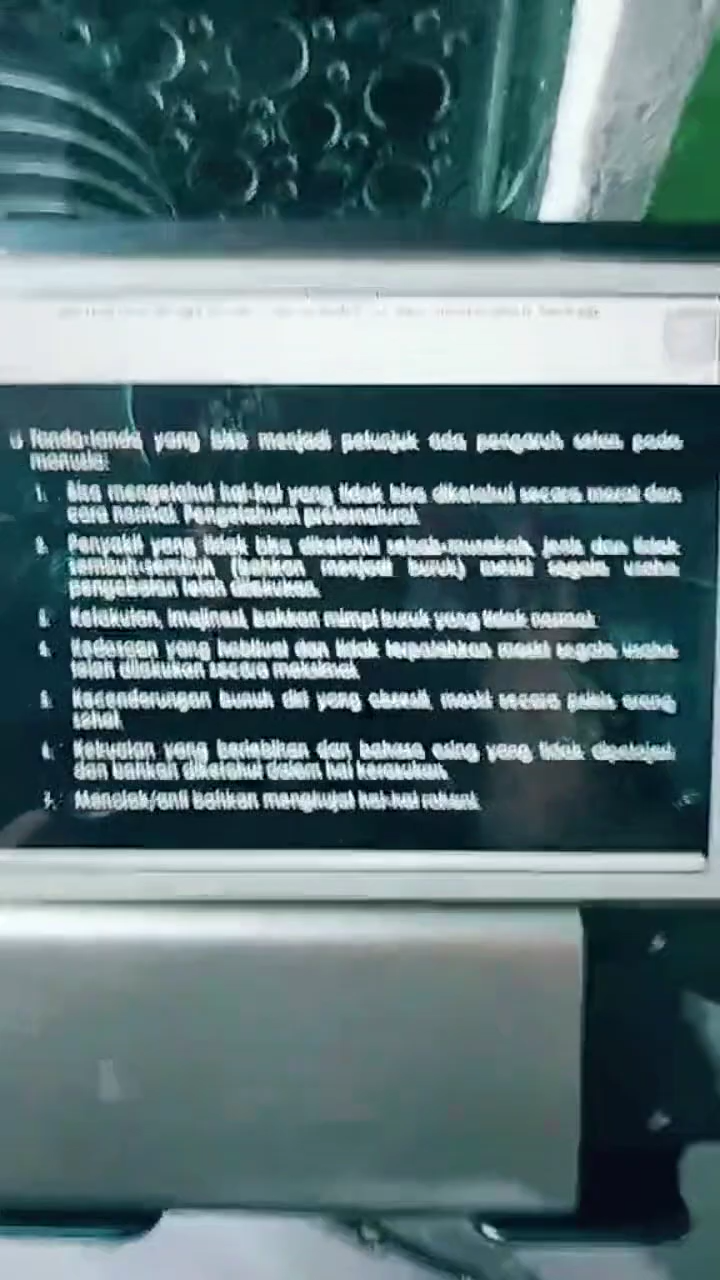 Tanda-tanda yang bisa menjadi petunjuk ada pengaruh setan pada
manusia:
1. Bisa mengetahui hal-hal yang tidak bisa diketahui secara moral dan
cara normal. Pengetahuan preternatural.
2. Penyakit yang tidak bisa diketahui sebab-musabab, jenis dan tidak
sembuh-sembuh (bahkan menjadi buruk) meski segala usaha
pengobatan telah dilakukan.
3. Ketakutan, imajinasi, bahkan mimpi buruk yang tidak normal.
4. yang habitual dan tidak terpatahkan meski segala usaha
telah dilakukan secara maksimal.
5. Kecenderungan bunuh diri yang obsesif, meski secara psikis orang
sehat.
6. Kekuatan yang berlebihan dan bahasa asing yang tidak dipelajari
dan bahkan diketahui dalam hal kerasukan.
7. Menolak/anti bahkan menghujat hal-hal rohani.